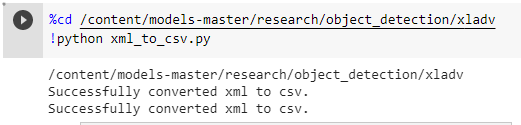 %cd /content/models-master/research/object_detection/xladv
!python xml_to_csv.py
/content/models-master/research/object_detection/xladv
Successfully converted xml to csv.
Successfully converted xml to csv.